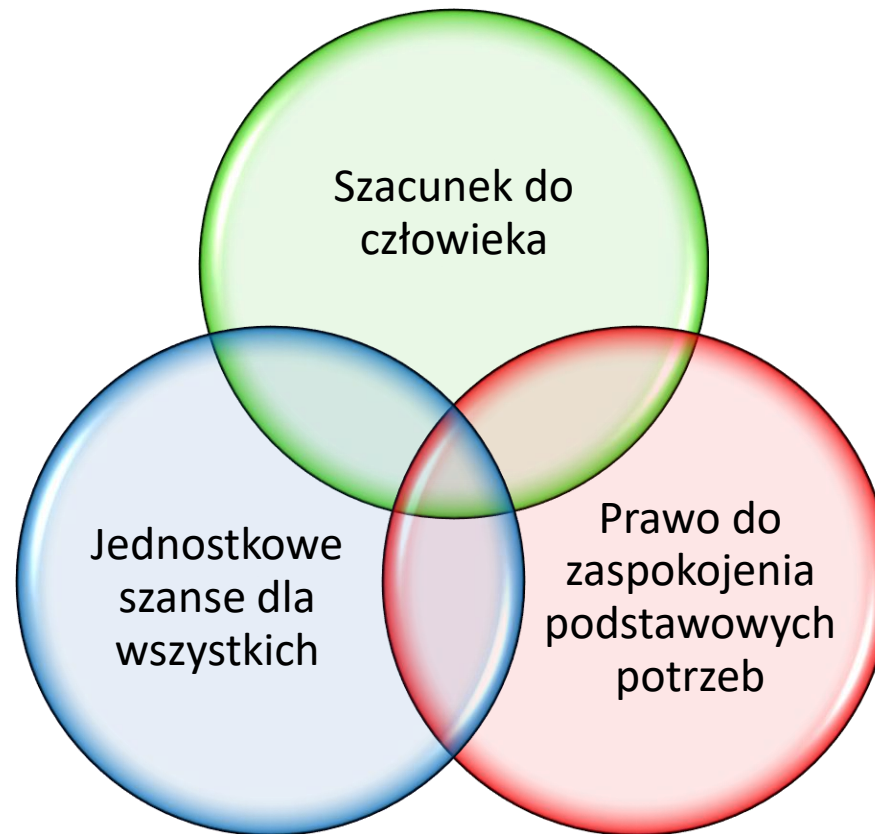 Szacunek do
człowieka
Jednostkowe
szanse dla
wszystkich
Prawo do
zaspokojenia
podstawowych
potrzeb